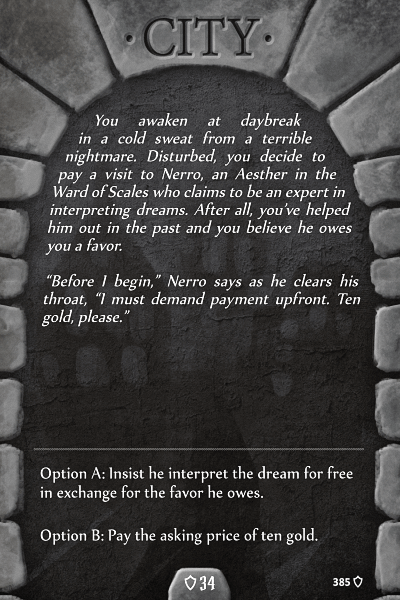 · CITY ·
You awaken at daybreak
in a cold sweat from a terrible
nightmare. Disturbed, you decide to
pay a visit to Nerro, an Aesther in the
Ward of Scales who claims to be an expert in
interpreting dreams. After all, you’ve helped
him out in the past and you believe he owes
you a favor.
“Before I begin,” Nerro says as he clears his
throat, “I must demand payment upfront. Ten
gold, please.”
Option A: Insist he interpret the dream for free
in exchange for the favor he owes.
Option B: Pay the asking price of ten gold.
34
385